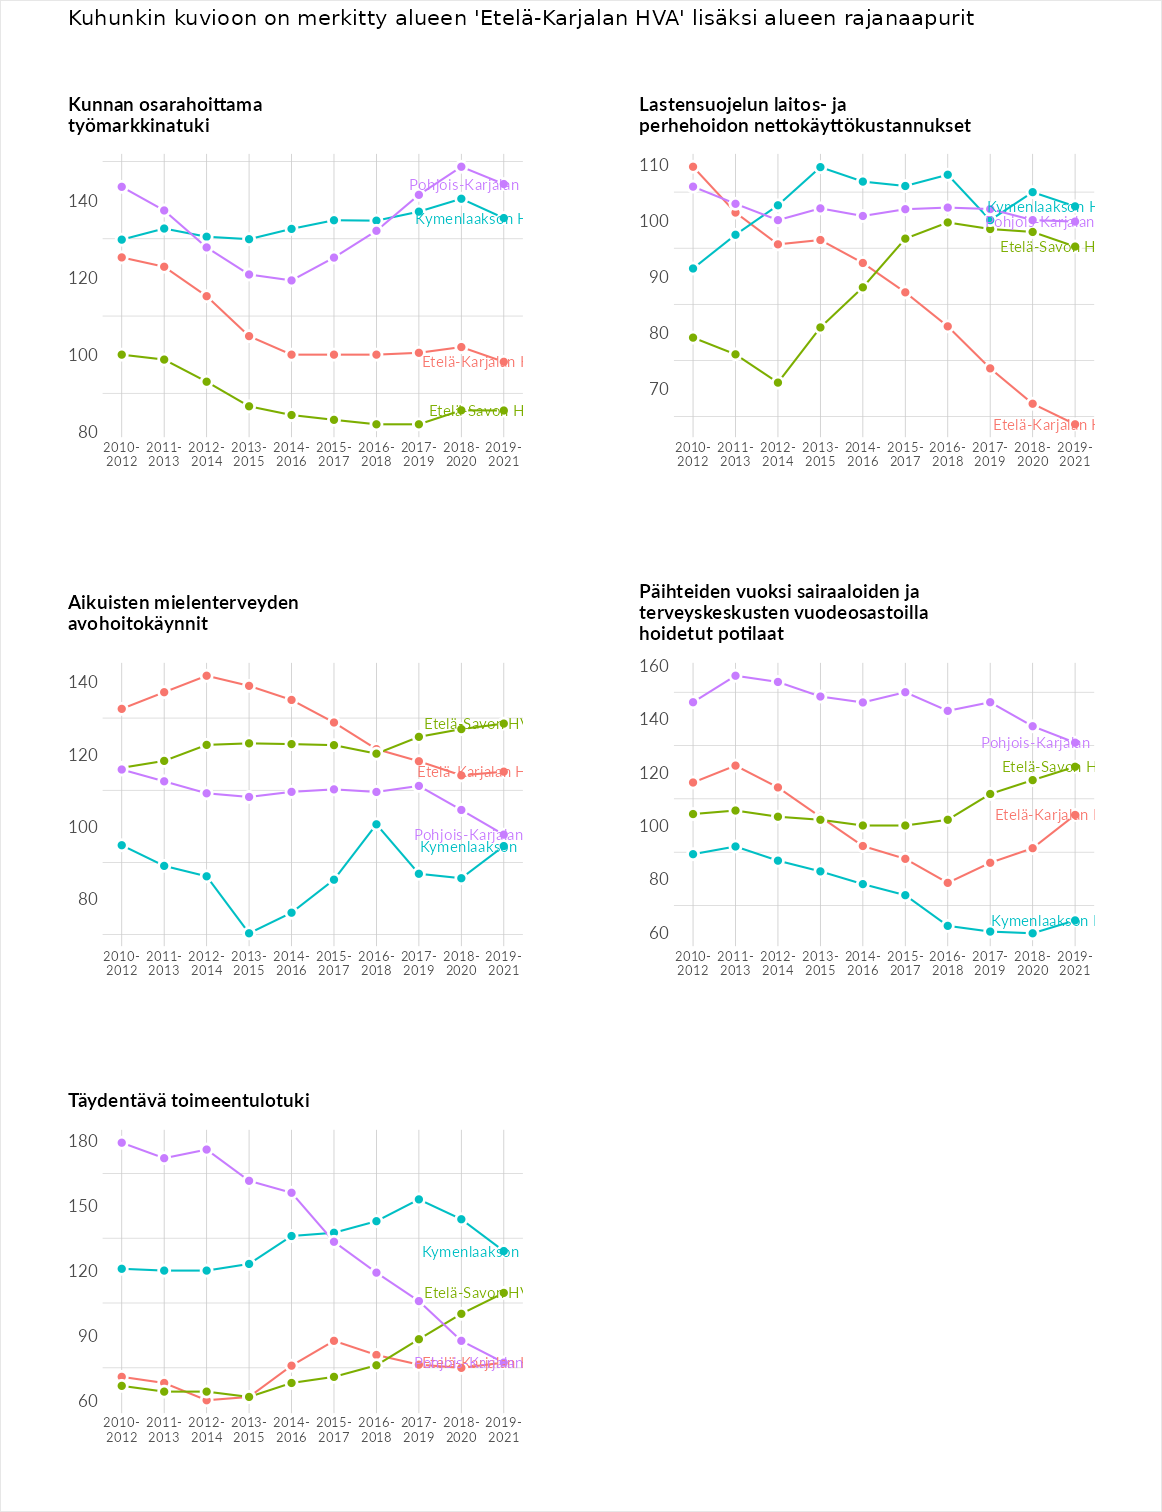 Kuhunkin kuvioon on merkitty alueen 'Etelä-Karjalan HVA' lisäksi alueen rajanaapurit
Kunnan osarahoittama
työmarkkinatuki
140
120
100
80
Pohjois-Karjalan
Kymenlaakson H
Etelä-Karjalan
Etelä-Savon H
2010- 2011- 2012- 2013- 2014- 2015- 2016- 2017- 2018- 2019-
2012 2013 2014 2015 2016 2017 2018 2019 2020 2021
Lastensuojelun laitos- ja
perhehoidon nettokäyttökustannukset
110
100
90
80
70
Kymenlaakson H
Pohjois-Karjalan
Etelä-Savon H
Etelä-Karjalan H
2010- 2011- 2012- 2013- 2014- 2015- 2016- 2017- 2018- 2019-
2012 2013 2014 2015 2016 2017 2018 2019 2020 2021
Aikuisten mielenterveyden
avohoitokäynnit
140
120
100
80
Etelä-Savon HV
Etelä-Karjalan H
Pohjois-Karjalan
Kymenlaakson
2010- 2011- 2012- 2013- 2014- 2015- 2016- 2017- 2018- 2019-
2012 2013 2014 2015 2016 2017 2018 2019 2020 2021
Päihteiden vuoksi sairaaloiden ja
terveyskeskusten vuodeosastoilla
hoidetut potilaat
160
140
120
100
80
60
Pohjois-Karjalan
Etelä-Savon H
Etelä-Karjalan
Kymenlaakson
2010- 2011- 2012- 2013- 2014- 2015- 2016- 2017- 2018- 2019-
2012 2013 2014 2015 2016 2017 2018 2019 2020 2021
Täydentävä toimeentulotuki
180
150
120
90
60
Kymenlaakson
Etelä-Savon HV
Pohjois-Karjalan
Etelä-Karjalan
2010- 2011- 2012- 2013- 2014- 2015- 2016- 2017- 2018- 2019-
2012 2013 2014 2015 2016 2017 2018 2019 2020 2021